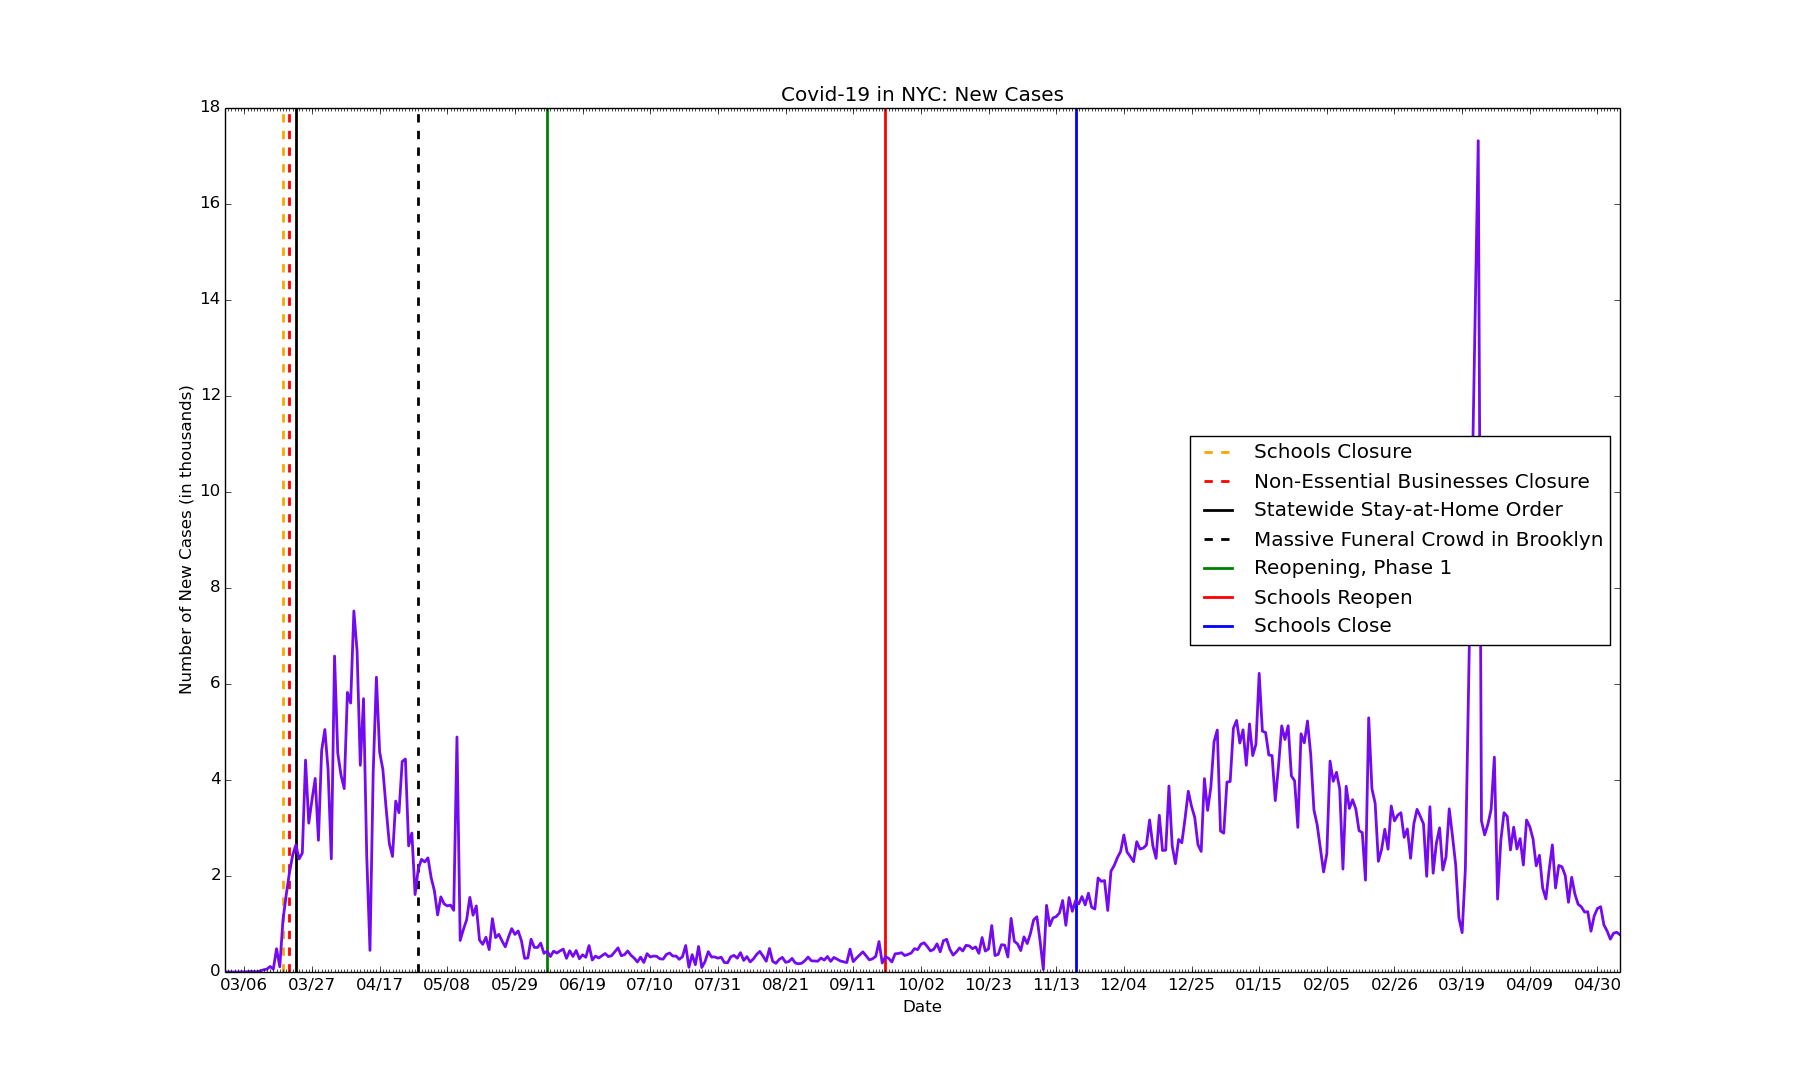 Covid-19 in NYC: New Cases
Number of New Cases (in thousands)
18
16
14
12
10
8
6
4
2
0
Schools Closure
Non-Essential Businesses Closure
Statewide Stay-at-Home Order
Massive Funeral Crowd in Brooklyn
Reopening, Phase 1
Schools Reopen
Schools Close
03/06 03/27 04/17 05/08 05/29 06/19 07/10 07/31 08/21 09/11 10/02 10/23 11/13 12/04 12/25 01/15 02/05 02/26 03/19 04/09 04/30
Date